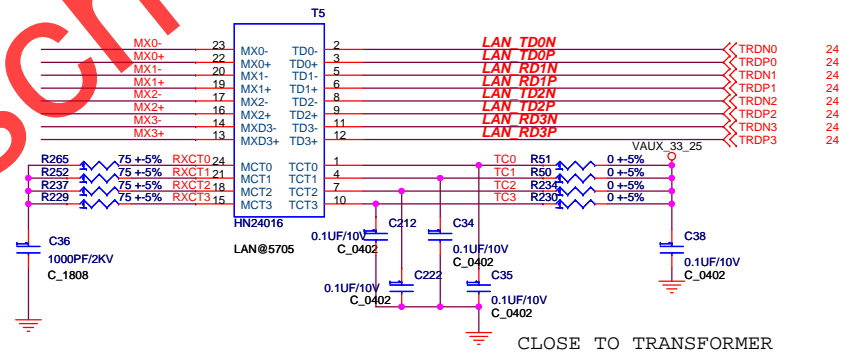 T5
MX0- 23 MX0- TD0- 2 LAN_TD0N TRDN0 24
MX0+ 22 MX0+ TD0+ 3 LAN_TD0P TRDP0 24
MX1- 20 MX1- TD1- 5 LAN_RD1N TRDN1 24
MX1+ 19 MX1+ TD1+ 6 LAN_RD1P TRDP1 24
MX2- 17 MX2- TD2- 8 LAN_TD2N TRDN2 24
MX2+ 16 MX2+ TD2+ 9 LAN_TD2P TRDP2 24
MX3- 14 MXD3- TD3- 11 LAN_RD3N TRDN3 24
MX3+ 13 MXD3+ TD3+ 12 LAN_RD3P TRDP3 24
VAUX_33_25
R265 75 +-5% RXCT0 24 MCT0 TCT0 1 TC0 R51 0 +-5%
R252 75 +-5% RXCT1 21 MCT1 TCT1 4 TC1 R50 0 +-5%
R237 75 +-5% RXCT2 18 MCT2 TCT2 7 TC2 R234 0 +-5%
R229 75 +-5% RXCT3 15 MCT3 TCT3 10 TC3 R230 0 +-5%
HN24016
LAN@5705
C36
1000PF/2KV
C_1808
C212
0.1UF/10V
C_0402
C34
0.1UF/10V
C_0402
C38
0.1UF/10V
C_0402
C222
0.1UF/10V
C_0402
C35
0.1UF/10V
C_0402
CLOSE TO TRANSFORMER